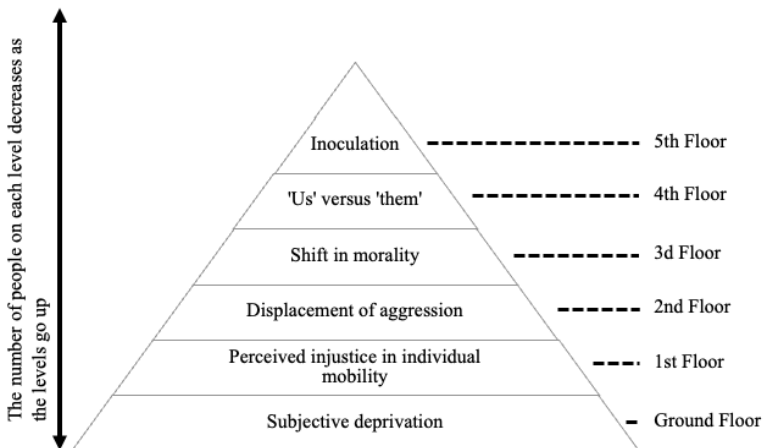 The number of people on each level decreases as
the levels go up
Inoculation
5th Floor
'Us' versus 'them'
4th Floor
Shift in morality
3d Floor
Displacement of aggression
2nd Floor
Perceived injustice in individual
mobility
1st Floor
Subjective deprivation
Ground Floor